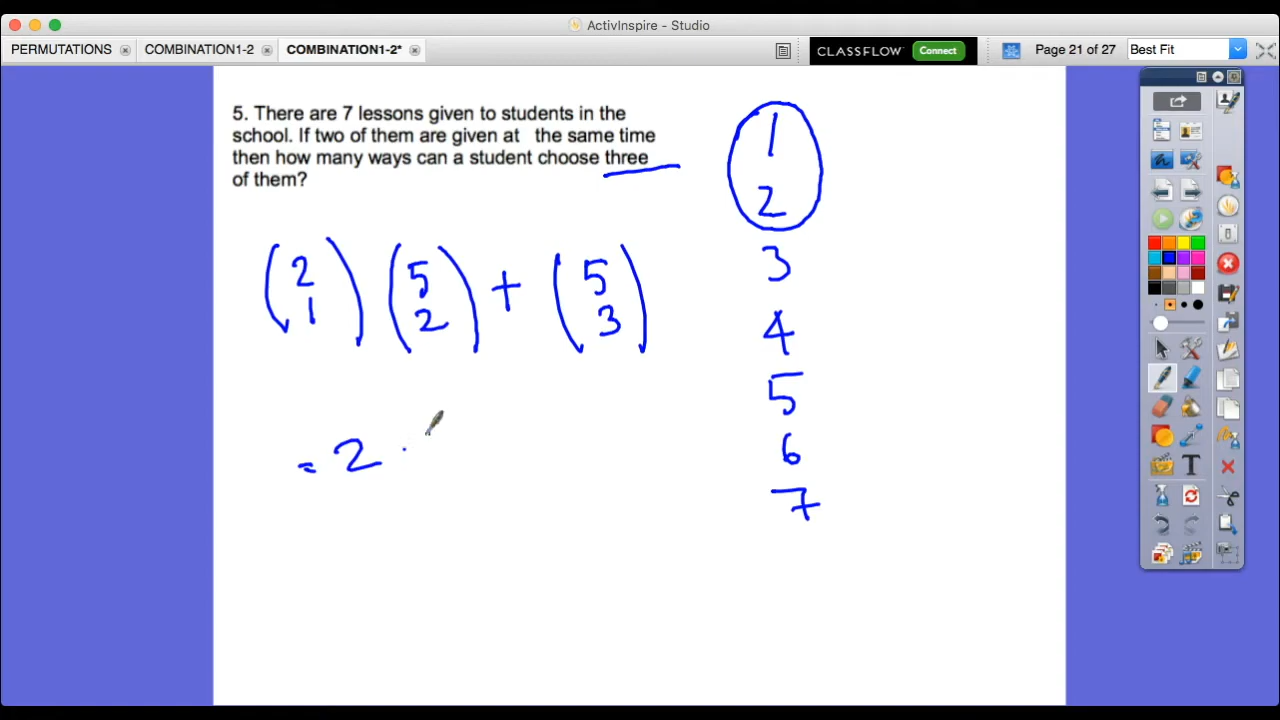 ActivInspire - Studio
PERMUTATIONS COMBINATION1-2 COMBINATION1-2* CLASSFLOW Connect Page 21 of 27 Best Fit
5. There are 7 lessons given to students in the
school. If two of them are given at the same time
then how many ways can a student choose three
of them?
(2 1) (5 2) + (5 3)
= 2 ·
1
2
3
4
5
6
7
T